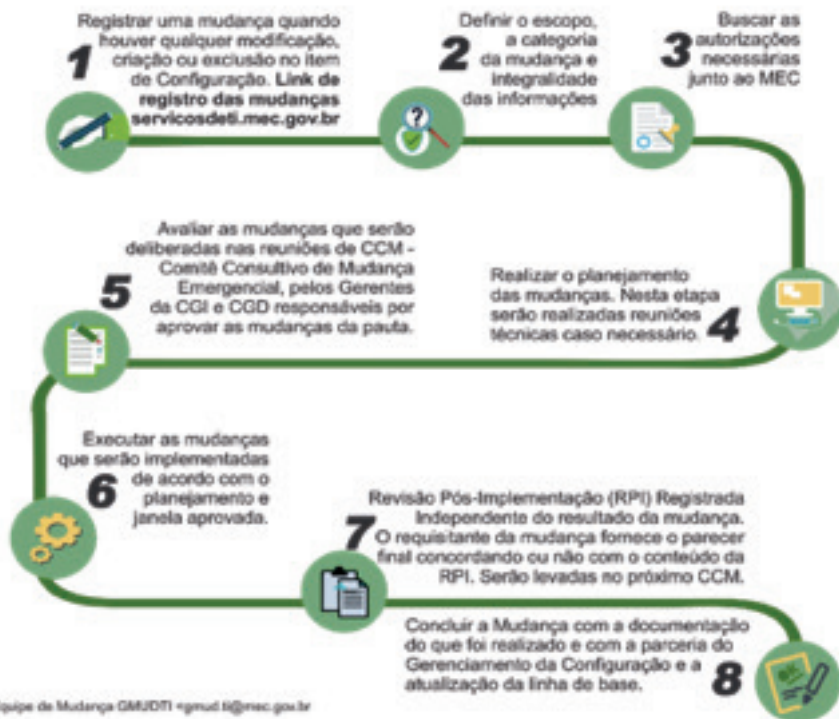 1
Registrar uma mudança quando
houver qualquer modificação,
criação ou exclusão no item
de Configuração. Link de
registro das mudanças
servicosdeti.mec.gov.br
2
Definir o escopo,
a categoria
da mudança e
integralidade
das informações
3
Buscar as
autorizações
necessárias
junto ao MEC
4
Realizar o planejamento
das mudanças. Nesta etapa
serão realizadas reuniões
técnicas caso necessário.
5
Avaliar as mudanças que serão
deliberadas nas reuniões de CCM -
Comitê Consultivo de Mudança
Emergencial, pelos Gerentes
da CGI e CGD responsáveis por
aprovar as mudanças da pauta.
6
Executar as mudanças
que serão implementadas
de acordo com o
planejamento e
janela aprovada.
7
Revisão Pós-Implementação (RPI) Registrada
Independente do resultado da mudança.
O requisitante da mudança fornece o parecer
final concordando ou não com o conteúdo da
RPI. Serão levadas no próximo CCM.
8
Concluir a Mudança com a documentação
do que foi realizado e com a parceria do
Gerenciamento da Configuração e a
atualização da linha de base.
quipe de Mudança GMUDTI <gmud.ti@mec.gov.br